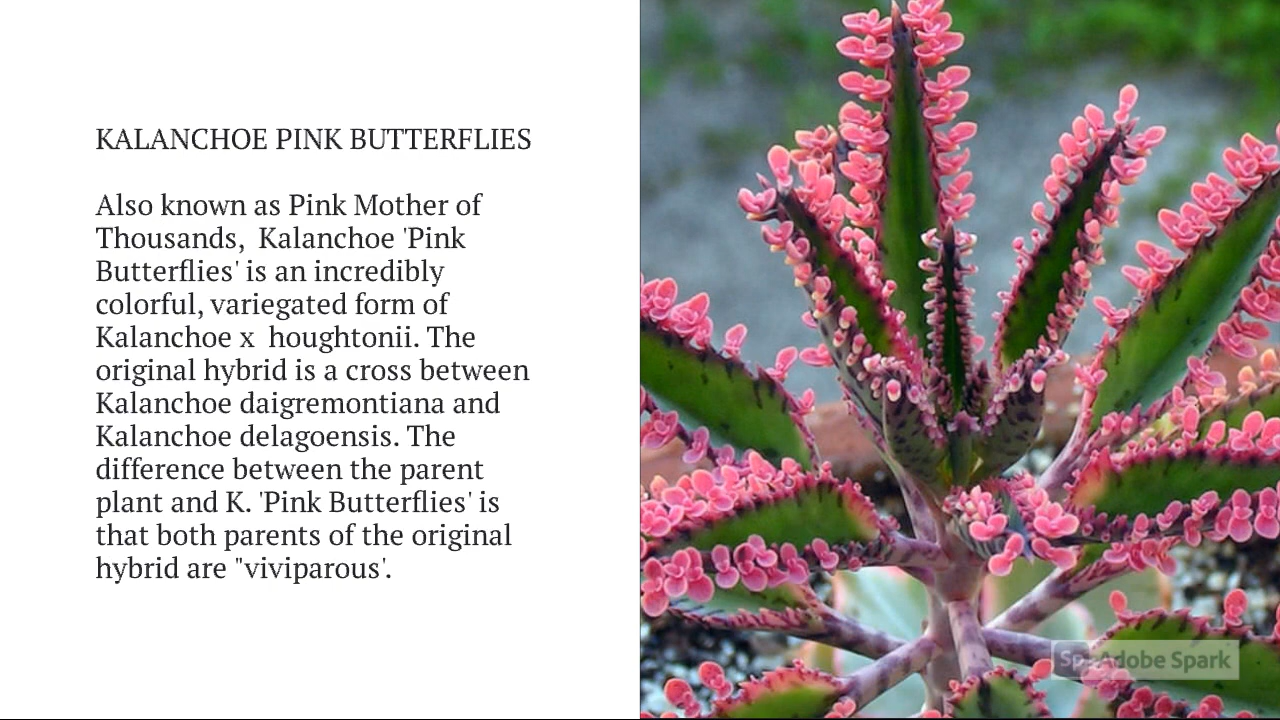 KALANCHOE PINK BUTTERFLIES
Also known as Pink Mother of
Thousands,  Kalanchoe 'Pink
Butterflies' is an incredibly
colorful, variegated form of
Kalanchoe x  houghtonii. The
original hybrid is a cross between
Kalanchoe daigremontiana and
Kalanchoe delagoensis. The
difference between the parent
plant and K. 'Pink Butterflies' is
that both parents of the original
hybrid are "viviparous'.
Sp Adobe Spark